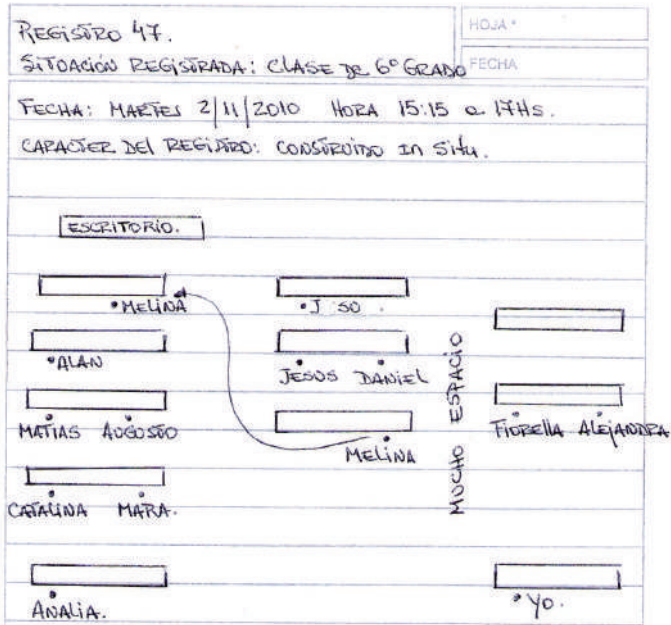 REGISTRO 47.
HOJA
SITUACIÓN REGISTRADA: CLASE DE 6° GRADO
FECHA
FECHA: MARTES 2/11/2010 HORA 15:15 a 17HS.
CARACTER DEL REGISTRO: CONSTRUIDO In Situ.
ESCRITORIO.
MELINA
J SO.
ALAN
JESUS DANIEL
MUCHO ESPACIO
MATIAS AUGUSTO
FIORELLA ALEJANDRA
MELINA
CATALINA MARA.
ANALIA.
YO.